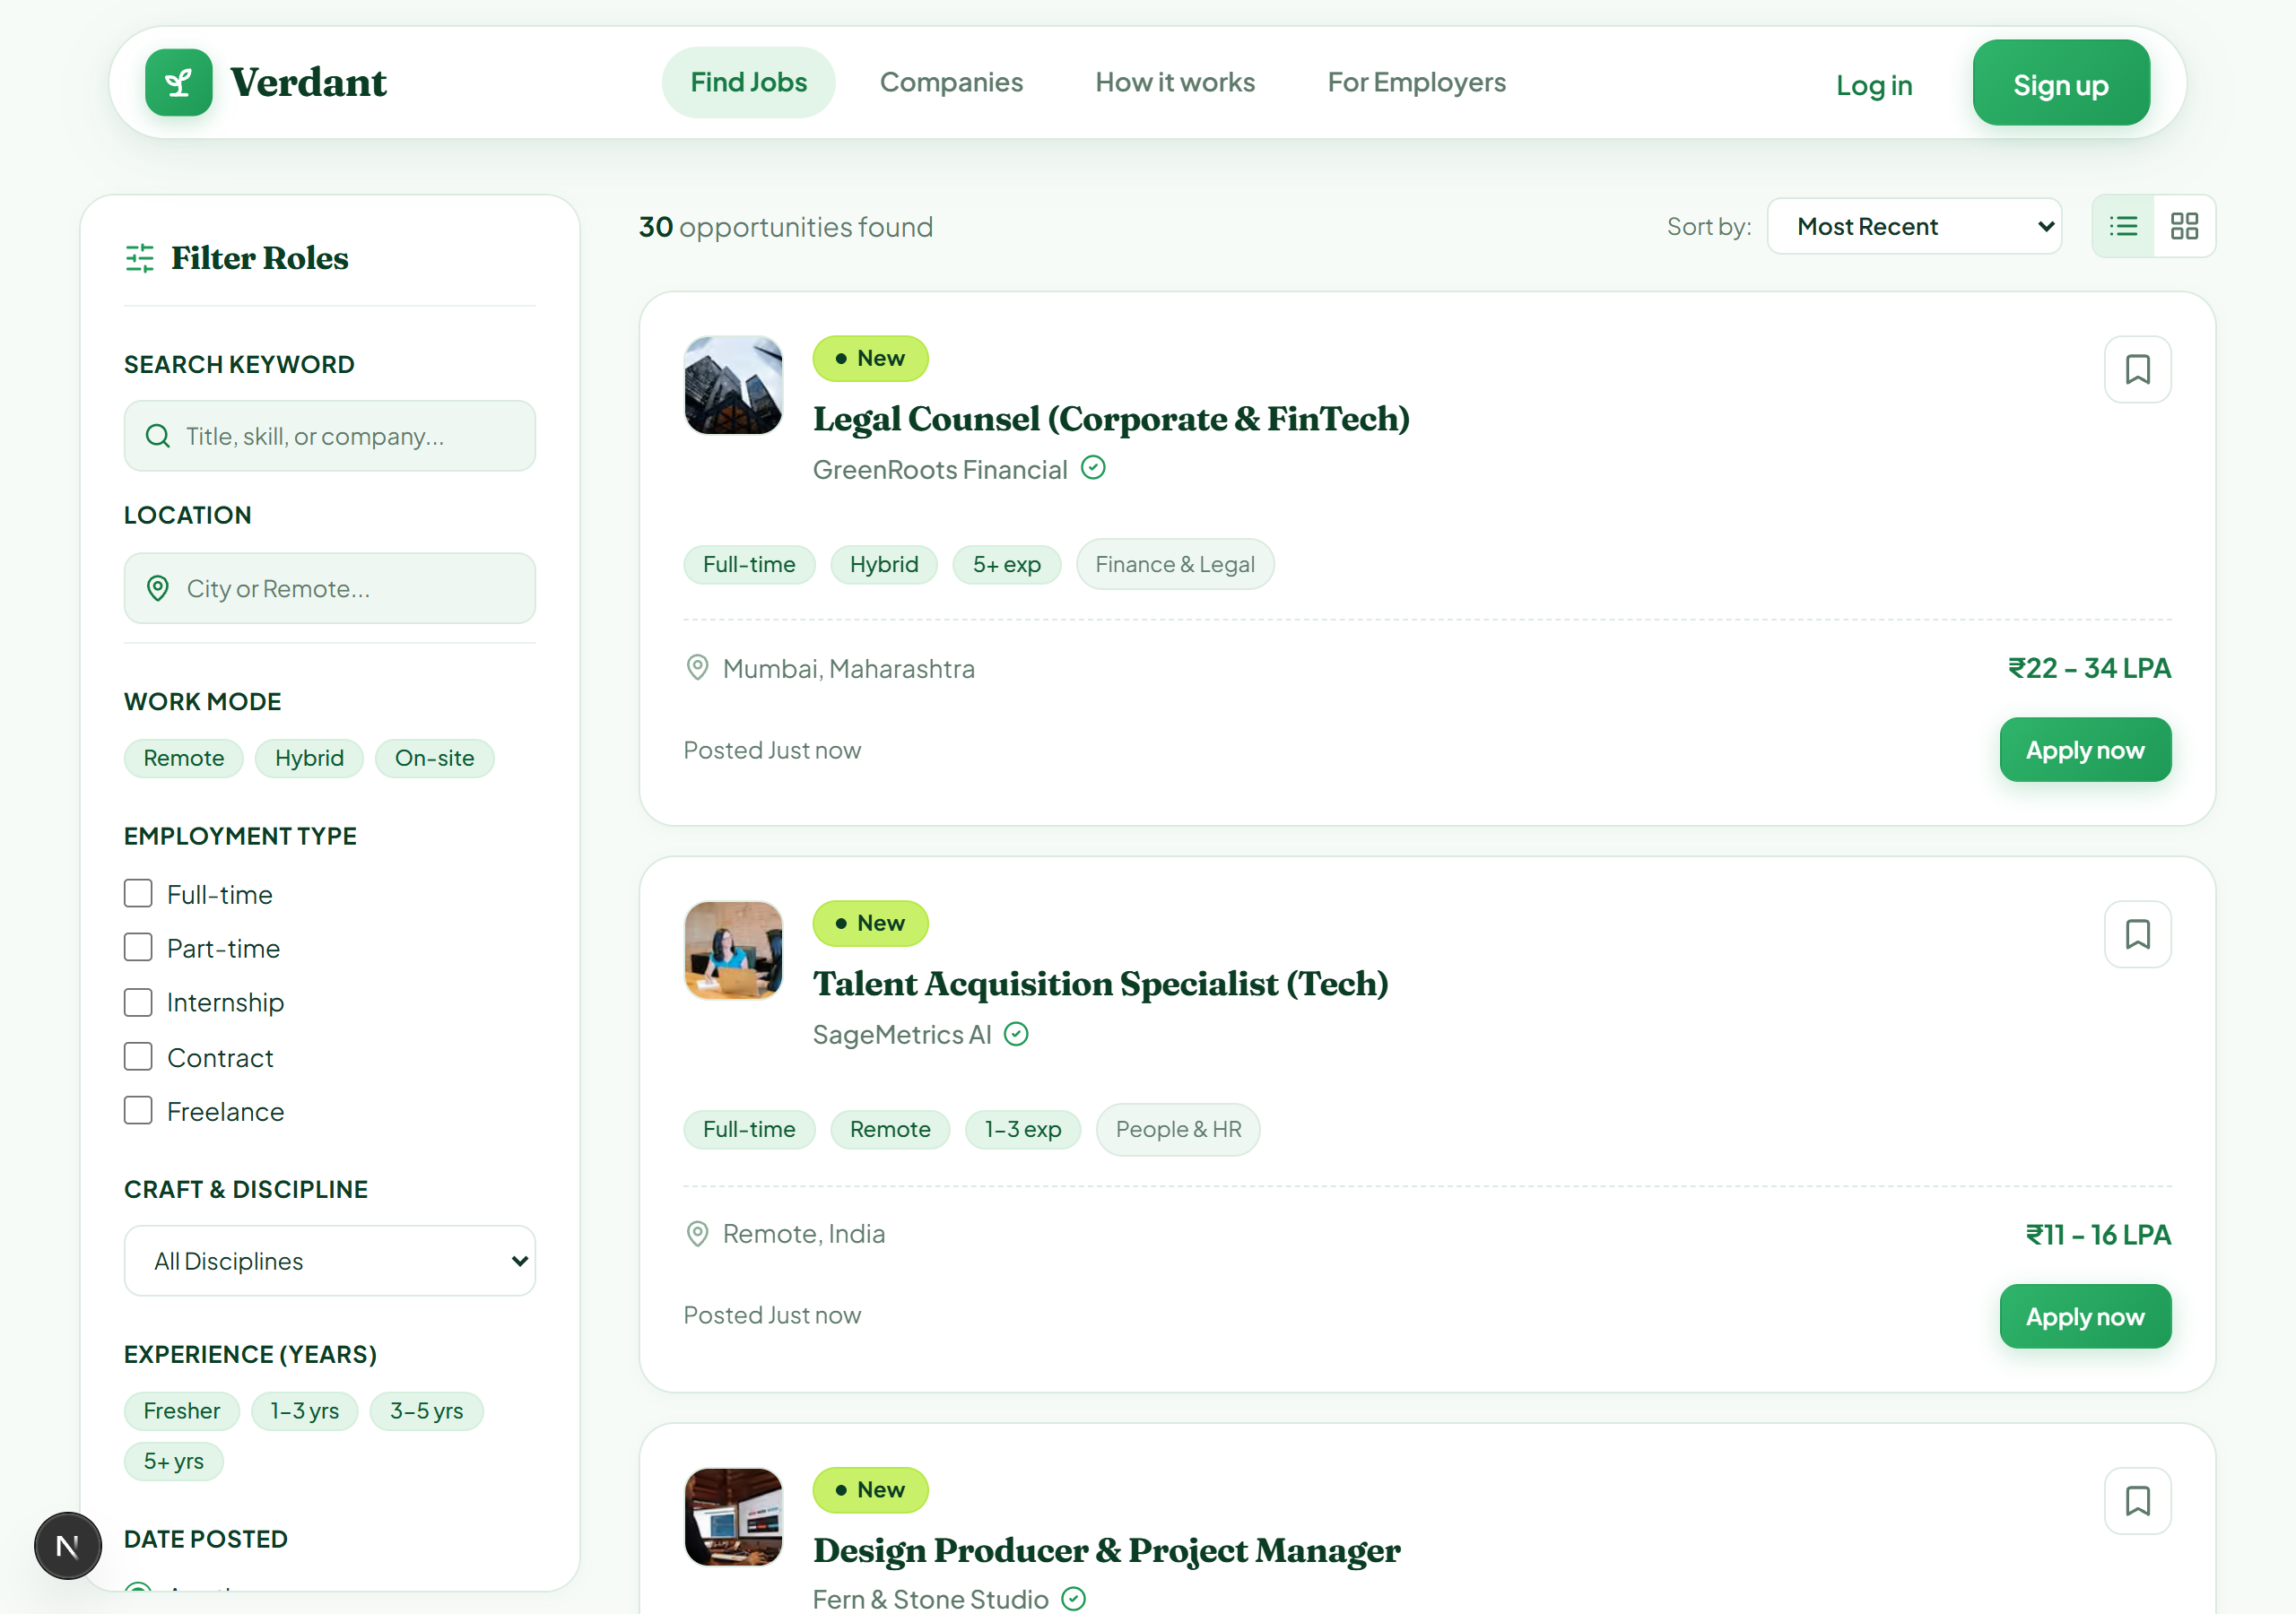 Verdant
Find Jobs
Companies
How it works
For Employers
Log in
Sign up
Filter Roles
SEARCH KEYWORD
Title, skill, or company...
LOCATION
City or Remote...
WORK MODE
Remote Hybrid On-site
EMPLOYMENT TYPE
Full-time
Part-time
Internship
Contract
Freelance
CRAFT & DISCIPLINE
All Disciplines
EXPERIENCE (YEARS)
Fresher 1–3 yrs 3–5 yrs
5+ yrs
DATE POSTED
N
30 opportunities found
Sort by: Most Recent
New
Legal Counsel (Corporate & FinTech)
GreenRoots Financial
Full-time Hybrid 5+ exp Finance & Legal
Mumbai, Maharashtra
₹22 – 34 LPA
Posted Just now
Apply now
New
Talent Acquisition Specialist (Tech)
SageMetrics AI
Full-time Remote 1–3 exp People & HR
Remote, India
₹11 – 16 LPA
Posted Just now
Apply now
New
Design Producer & Project Manager
Fern & Stone Studio